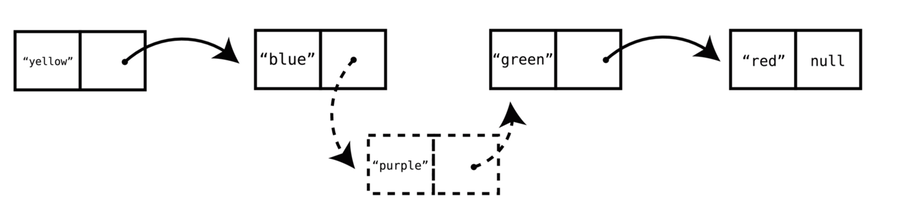 “yellow”
“blue”
“green”
“red”
null
“purple”